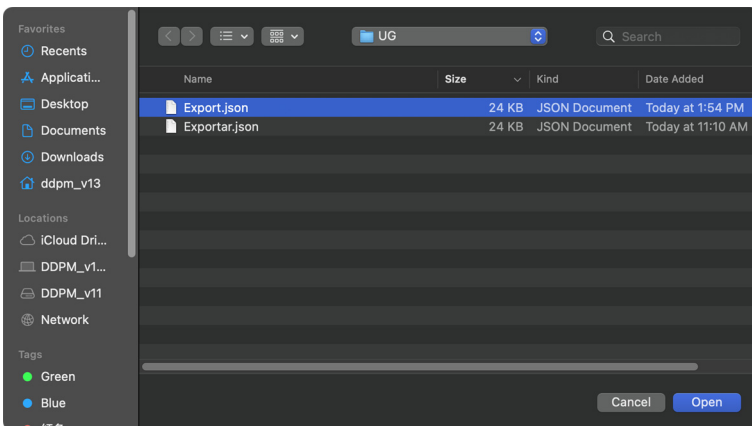 Favorites
Recents
Applicati...
Desktop
Documents
Downloads
ddpm_v13
Locations
iCloud Dri...
DDPM_v1...
DDPM_v11
Network
Tags
Green
Blue
UG
Search
Name Size Kind Date Added
Export.json 24 KB JSON Document Today at 1:54 PM
Exportar.json 24 KB JSON Document Today at 11:10 AM
Cancel Open